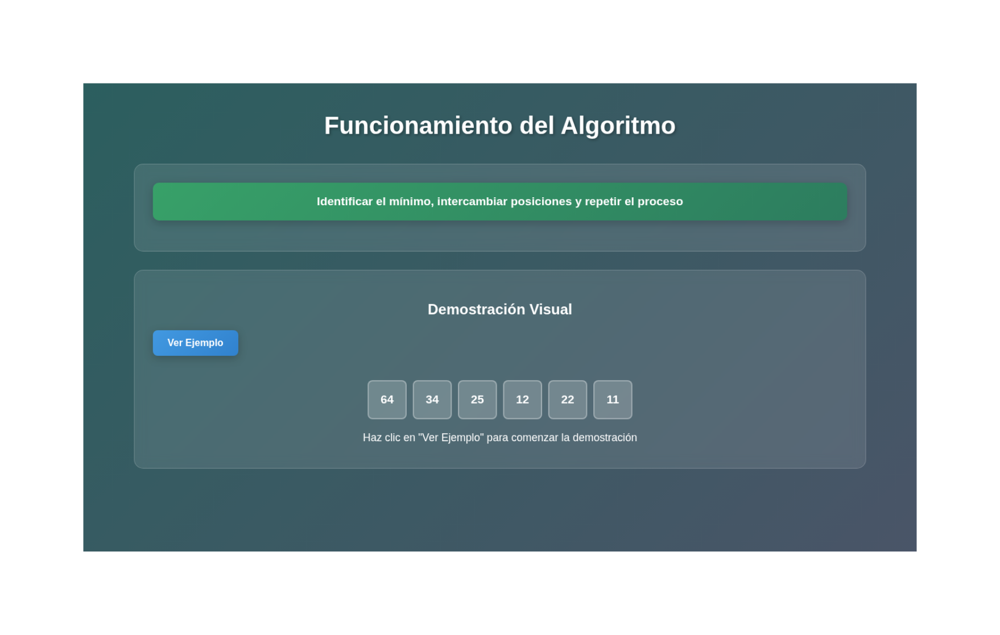 Funcionamiento del Algoritmo
Identificar el mínimo, intercambiar posiciones y repetir el proceso
Demostración Visual
Ver Ejemplo
64 34 25 12 22 11
Haz clic en "Ver Ejemplo" para comenzar la demostración